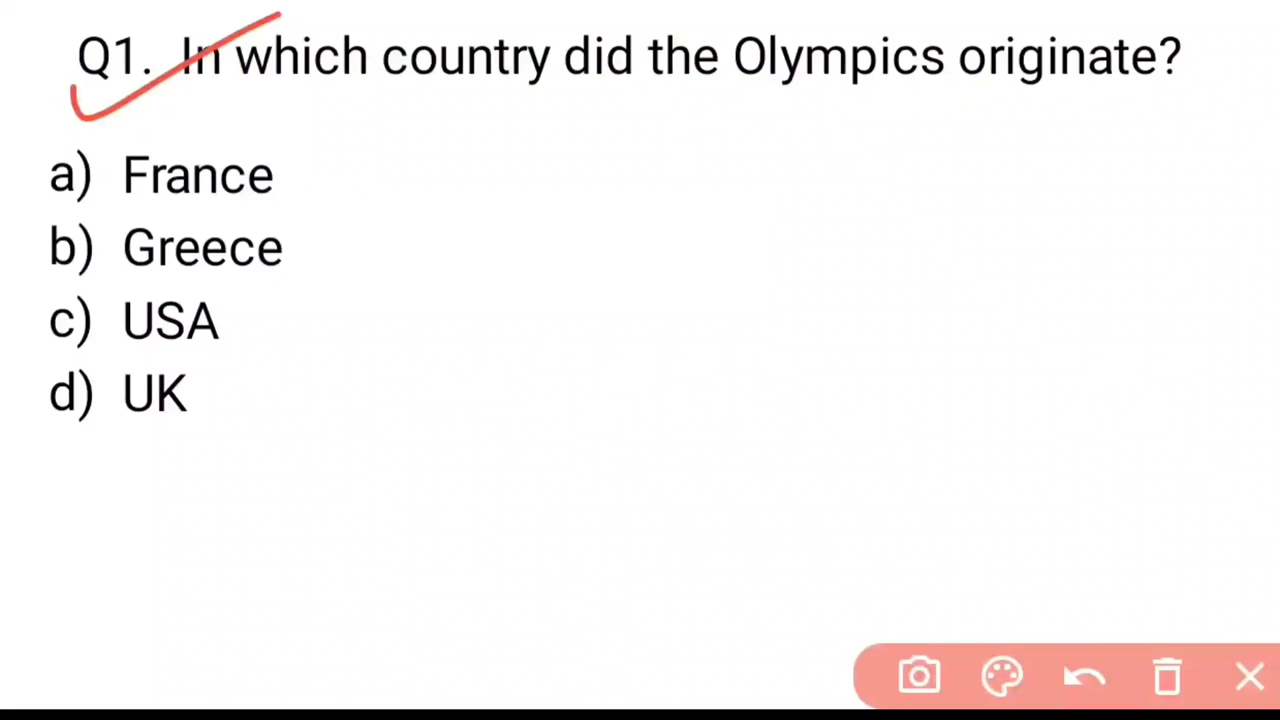 Q1. In which country did the Olympics originate?
a) France
b) Greece
c) USA
d) UK